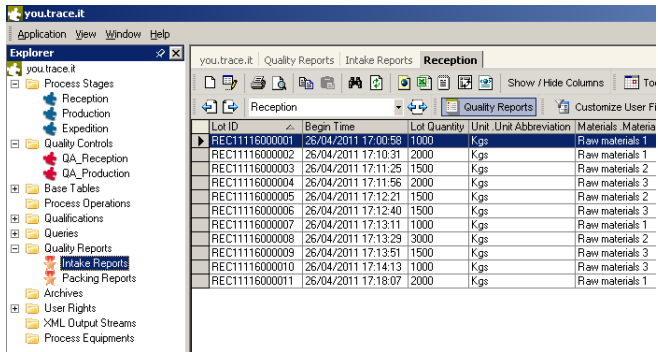 you.trace.it
Application View Window Help
Explorer
you.trace.it
Process Stages
Reception
Production
Expedition
Quality Controls
QA_Reception
QA_Production
Base Tables
Process Operations
Qualifications
Queries
Quality Reports
Intake Reports
Packing Reports
Archives
User Rights
XML Output Streams
Process Equipments
you.trace.it Quality Reports Intake Reports Reception
Show / Hide Columns To
Reception Quality Reports Customize User Fi
Lot ID Begin Time Lot Quantity Unit .Unit Abbreviation Materials .Materia
REC11116000001 26/04/2011 17:00:58 1000 Kgs Raw materials 1
REC11116000002 26/04/2011 17:10:31 2000 Kgs Raw materials 1
REC11116000003 26/04/2011 17:11:25 1500 Kgs Raw materials 2
REC11116000004 26/04/2011 17:11:56 2000 Kgs Raw materials 3
REC11116000005 26/04/2011 17:12:21 1500 Kgs Raw materials 2
REC11116000006 26/04/2011 17:12:40 1500 Kgs Raw materials 3
REC11116000007 26/04/2011 17:13:11 1000 Kgs Raw materials 1
REC11116000008 26/04/2011 17:13:29 3000 Kgs Raw materials 2
REC11116000009 26/04/2011 17:13:51 1500 Kgs Raw materials 3
REC11116000010 26/04/2011 17:14:13 1000 Kgs Raw materials 3
REC11116000011 26/04/2011 17:18:07 2000 Kgs Raw materials 1